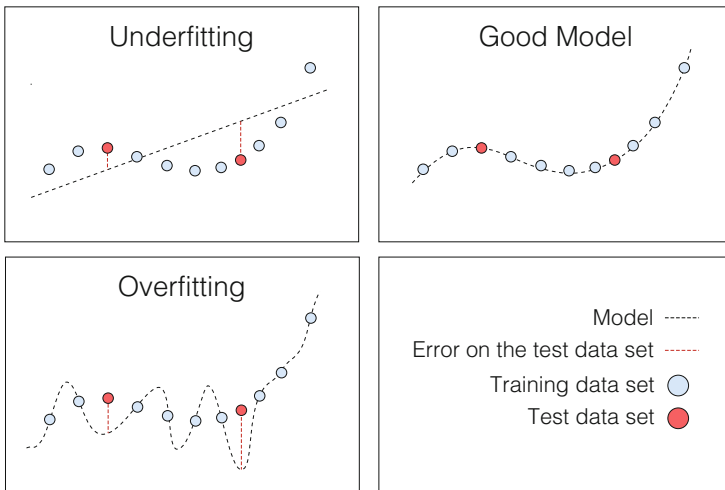 Underfitting
Good Model
Overfitting
Model
Error on the test data set
Training data set
Test data set